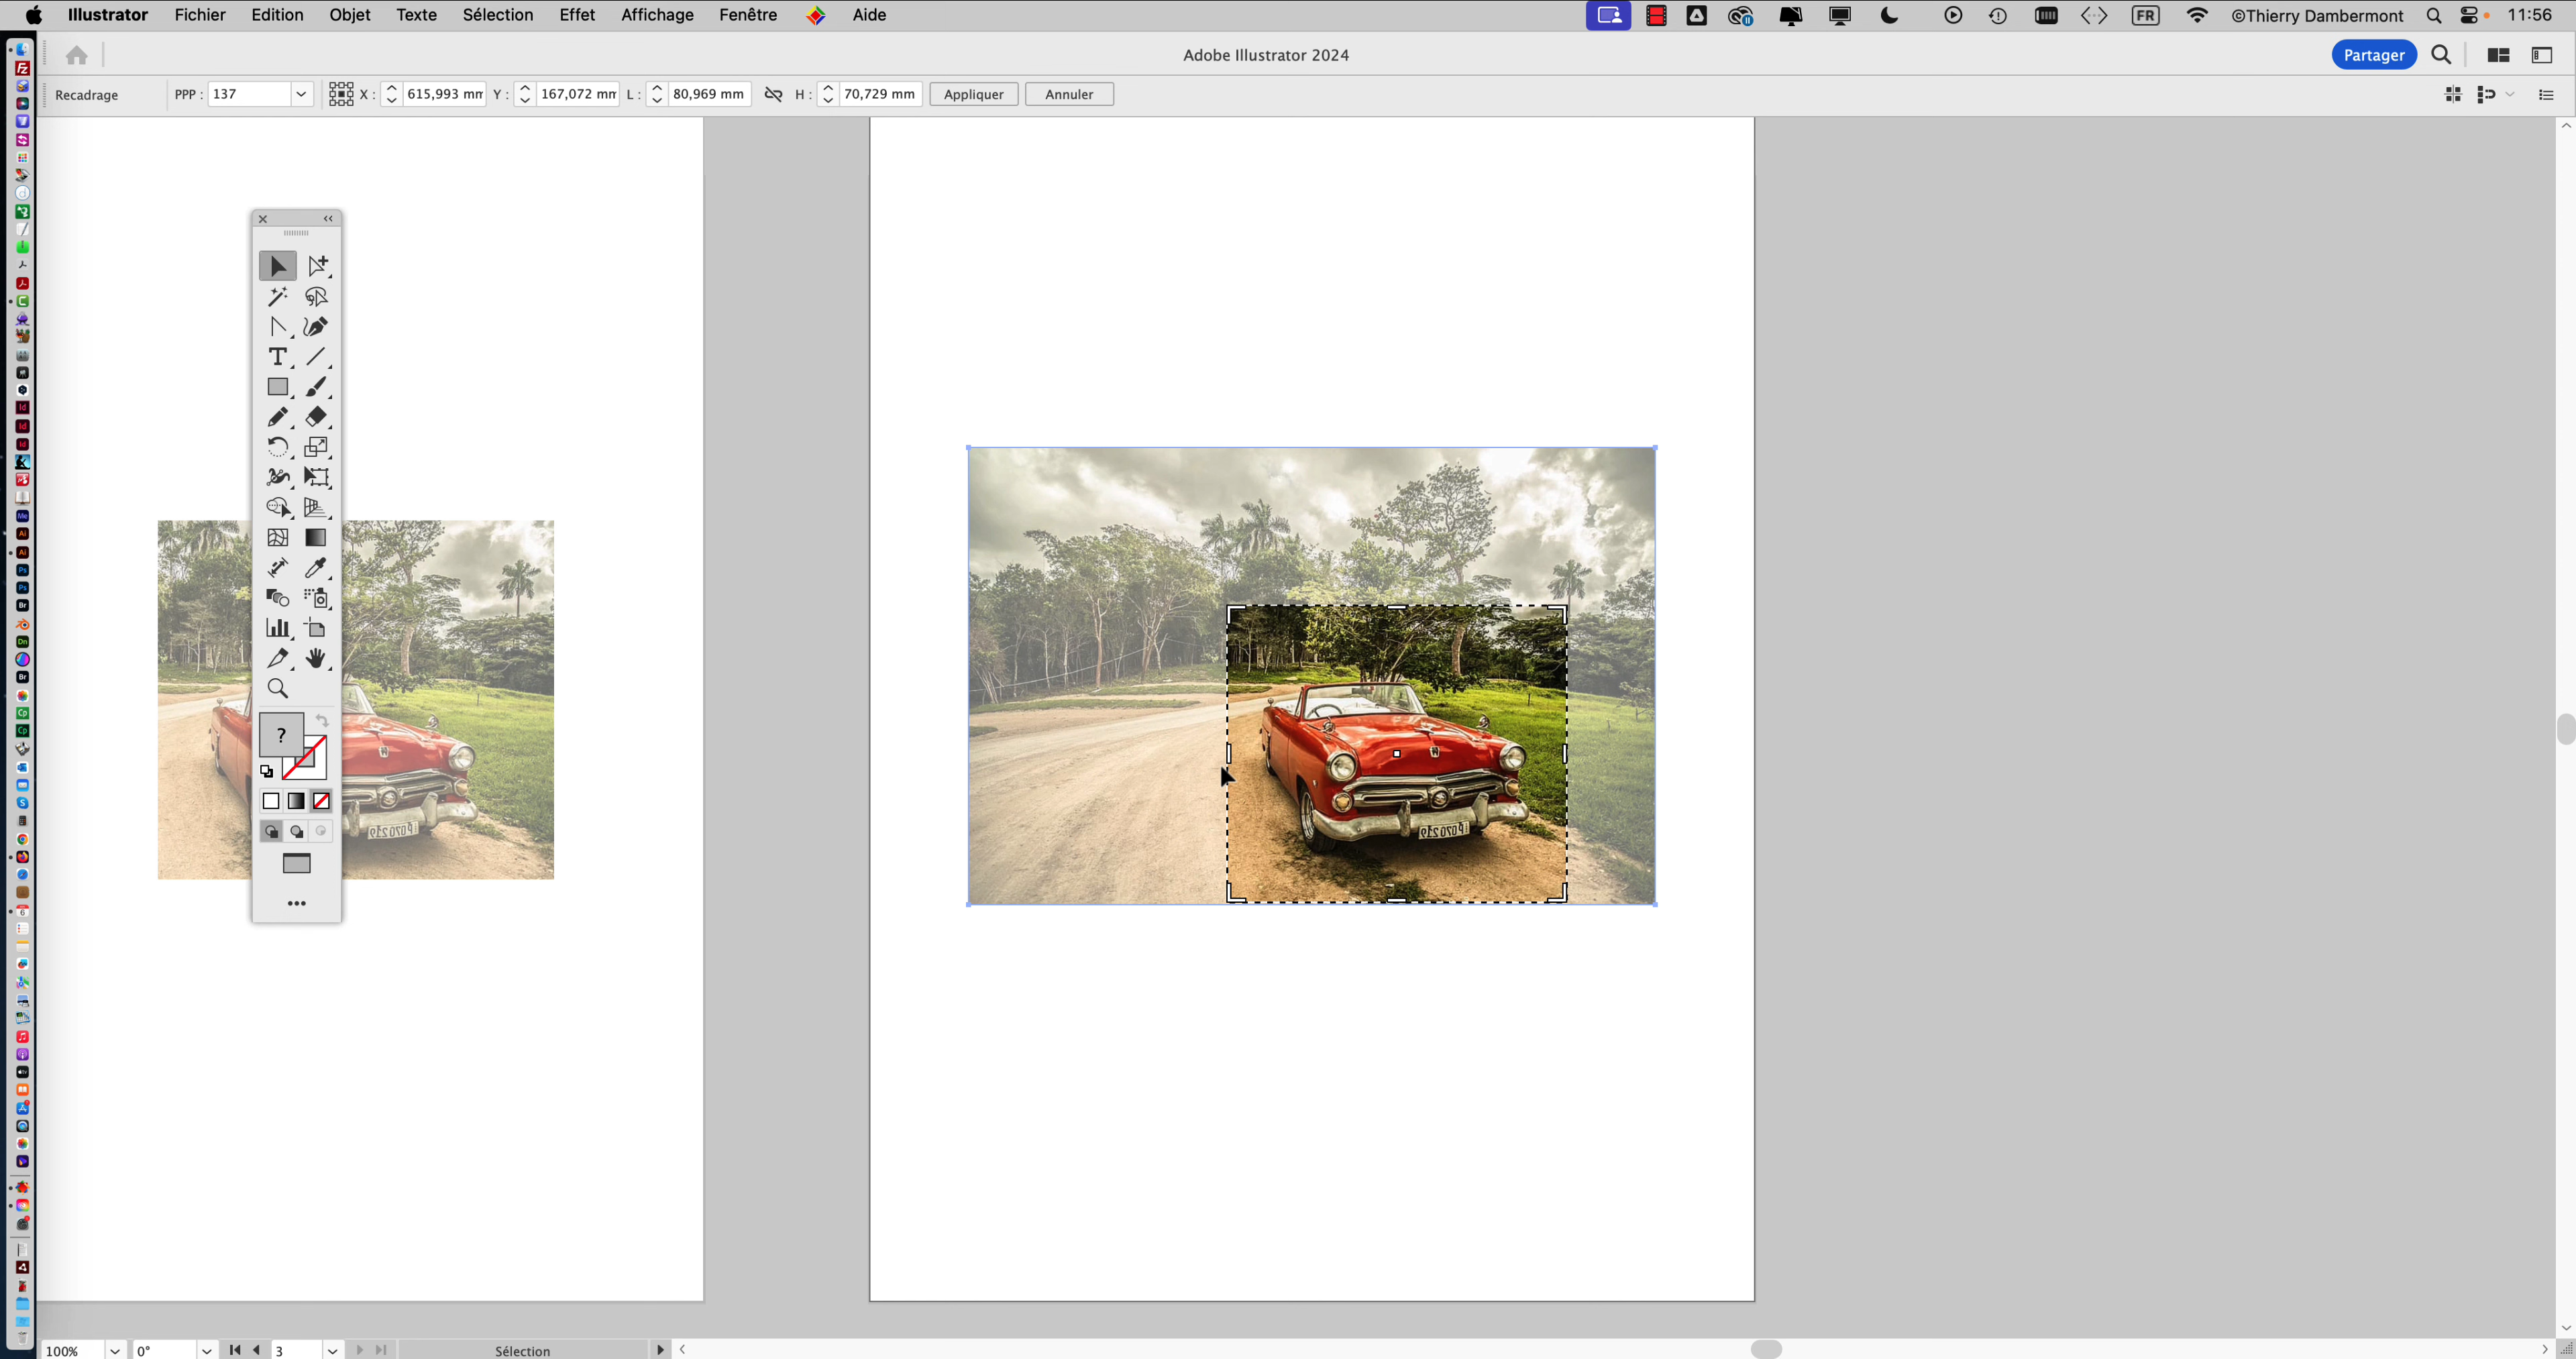 Illustrator Fichier Edition Objet Texte Sélection Effet Affichage Fenêtre Aide FR ©Thierry Dambermont 11:56
Adobe Illustrator 2024 Partager
Recadrage PPP : 137 X : 615,993 mm Y : 167,072 mm L : 80,969 mm H : 70,729 mm Appliquer Annuler
?
100% 0° 3 Sélection